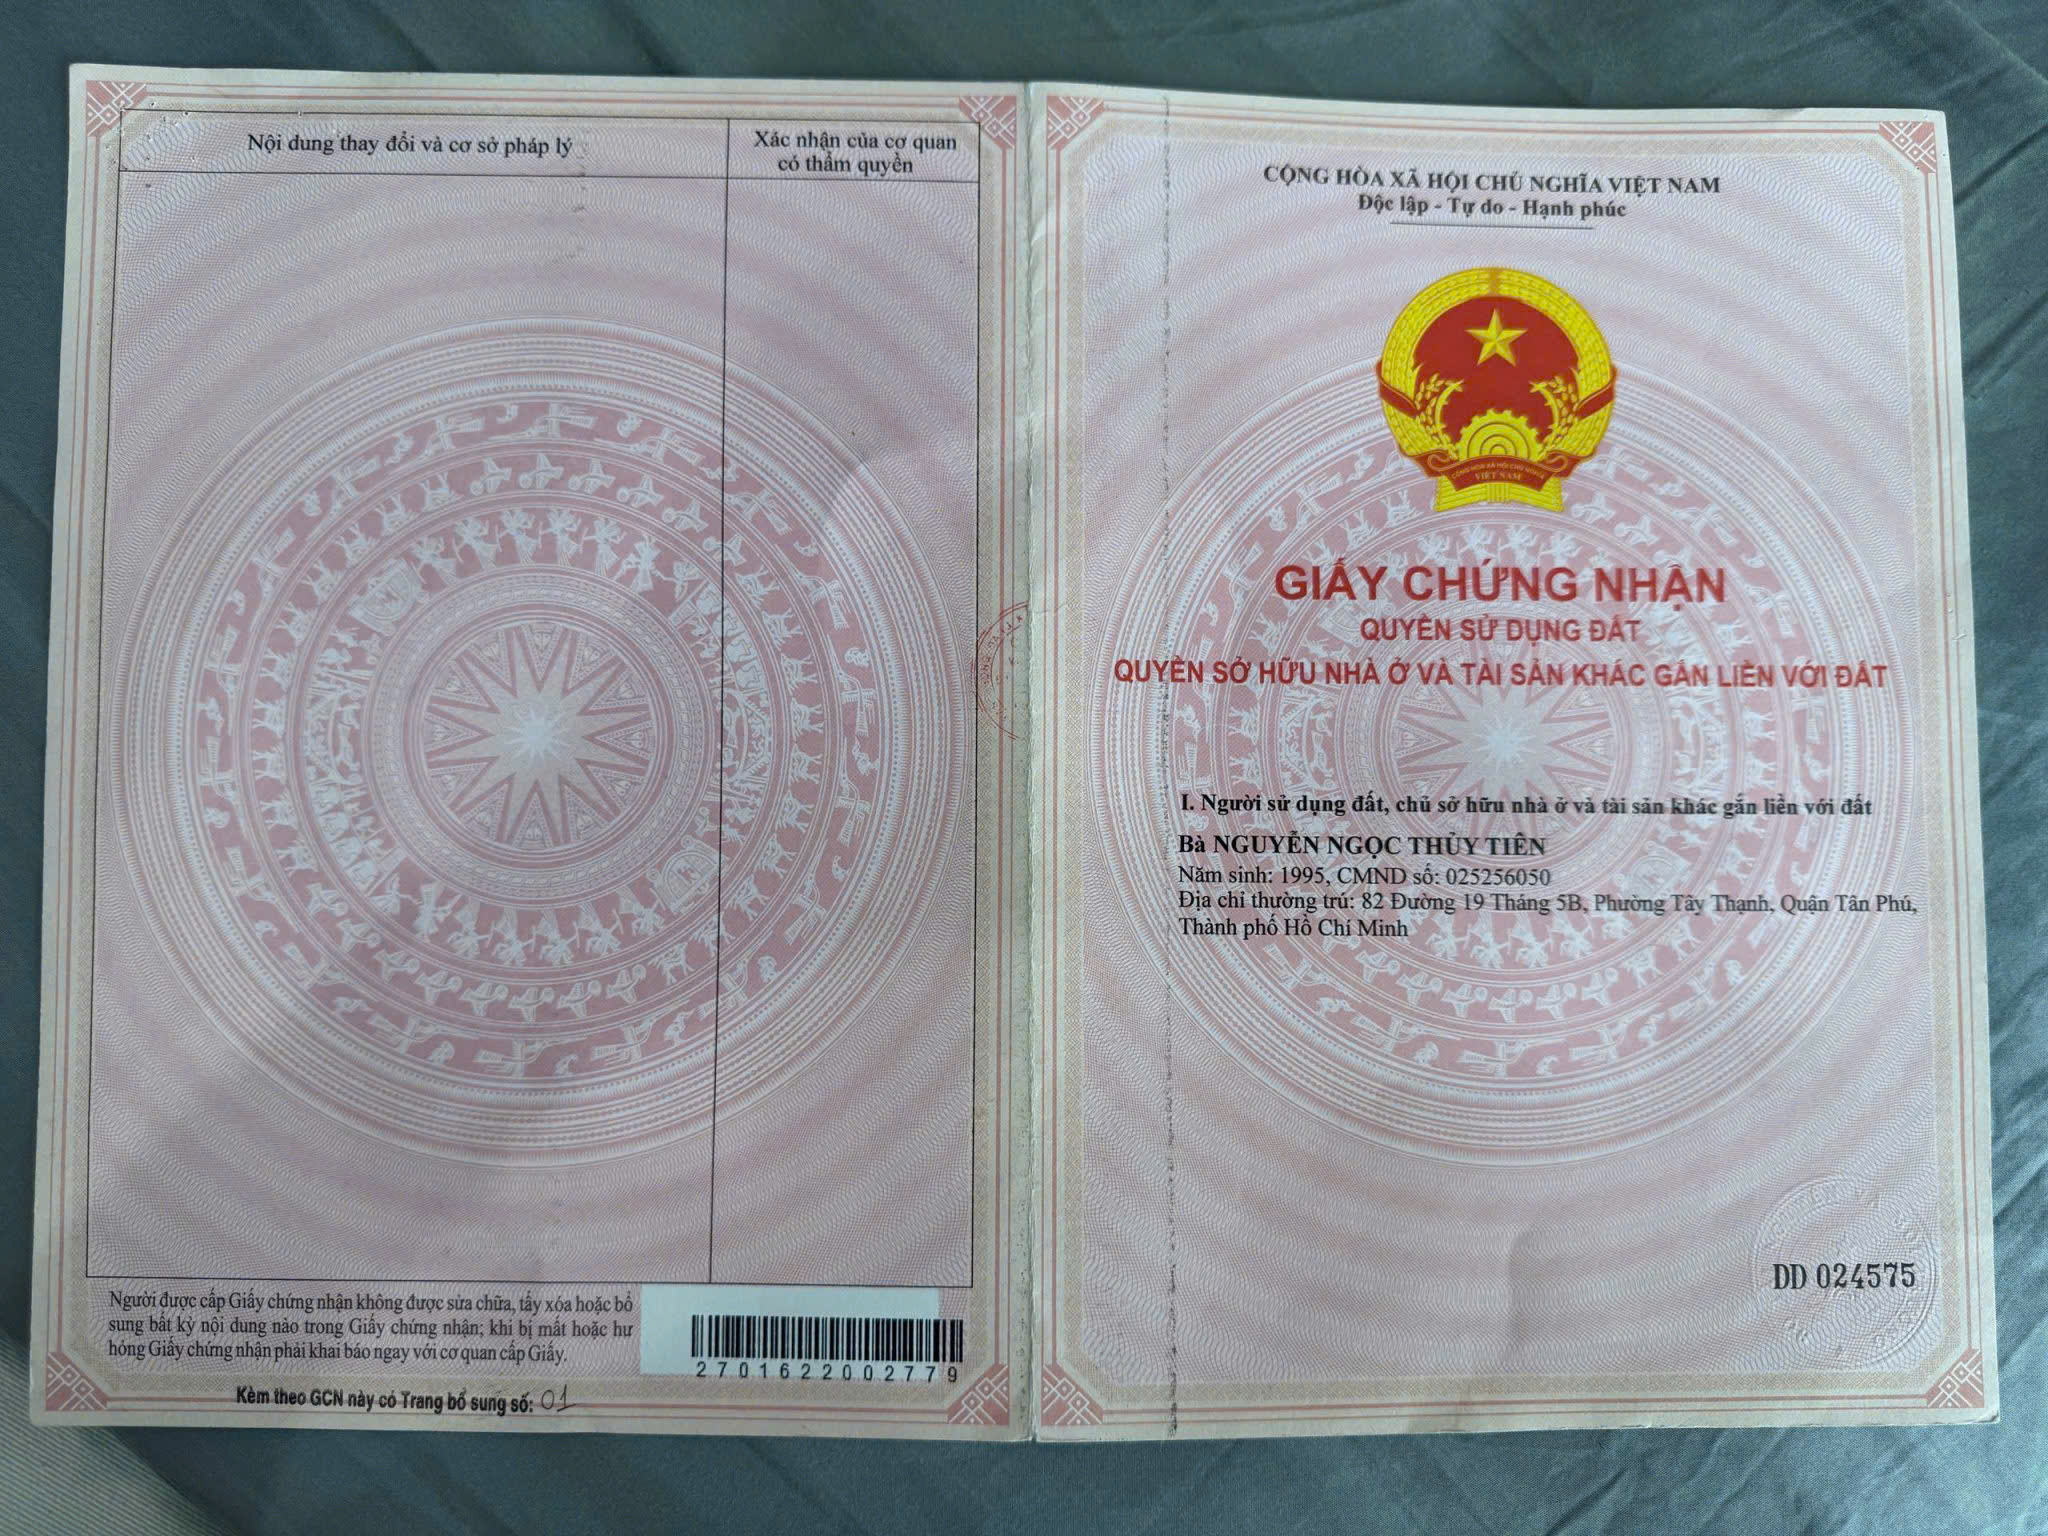 Nội dung thay đổi và cơ sở pháp lý
Xác nhận của cơ quan
có thẩm quyền
Người được cấp Giấy chứng nhận không được sửa chữa, tẩy xóa hoặc bổ
sung bất kỳ nội dung nào trong Giấy chứng nhận; khi bị mất hoặc hư
hỏng Giấy chứng nhận phải khai báo ngay với cơ quan cấp Giấy.
2701622002779
Kèm theo GCN này có Trang bổ sung số: 01
CỘNG HÒA XÃ HỘI CHỦ NGHĨA VIỆT NAM
Độc lập - Tự do - Hạnh phúc
CỘNG HÒA XÃ HỘI CHỦ NGHĨA
VIỆT NAM
GIẤY CHỨNG NHẬN
QUYỀN SỬ DỤNG ĐẤT
QUYỀN SỞ HỮU NHÀ Ở VÀ TÀI SẢN KHÁC GẮN LIỀN VỚI ĐẤT
I. Người sử dụng đất, chủ sở hữu nhà ở và tài sản khác gắn liền với đất
Bà NGUYỄN NGỌC THỦY TIÊN
Năm sinh: 1995, CMND số: 025256050
Địa chỉ thường trú: 82 Đường 19 Tháng 5B, Phường Tây Thạnh, Quận Tân Phú,
Thành phố Hồ Chí Minh
DD 024575